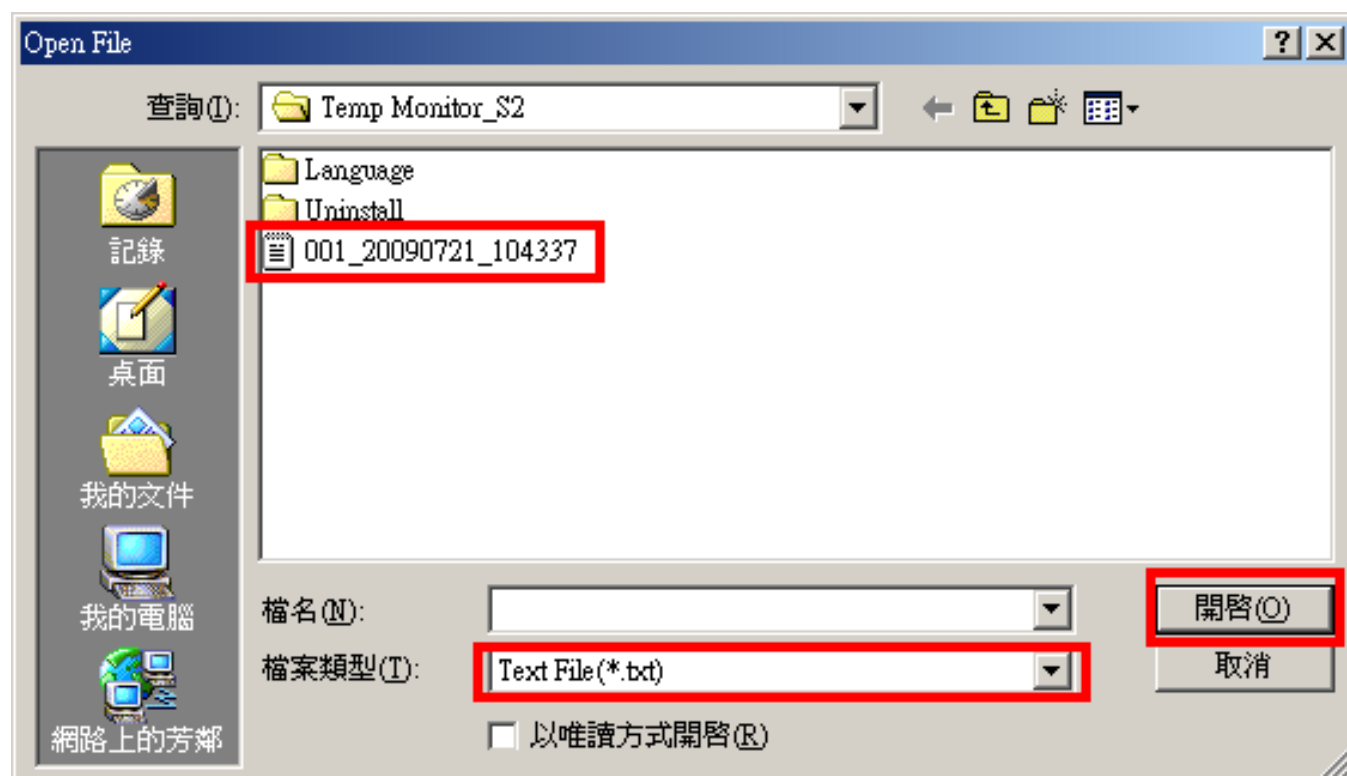 Open File
查詢(I):
Temp Monitor_S2
Language
Uninstall
001_20090721_104337
記錄
桌面
我的文件
我的電腦
網路上的芳鄰
檔名(N):
開啓(O)
檔案類型(T):
Text File(*.txt)
取消
以唯讀方式開啓(R)